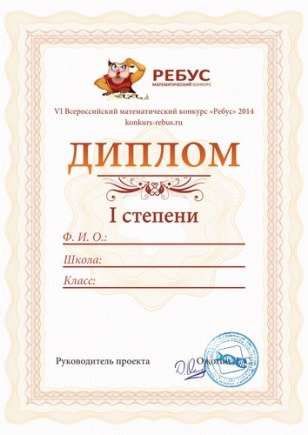 РЕБУС
МАТЕМАТИЧЕСКИЙ КОНКУРС
VI Всероссийский математический конкурс «Ребус» 2014
konkurs-rebus.ru
ДИПЛОМ
I степени
Ф. И. О.:
Школа:
Класс:
Руководитель проекта